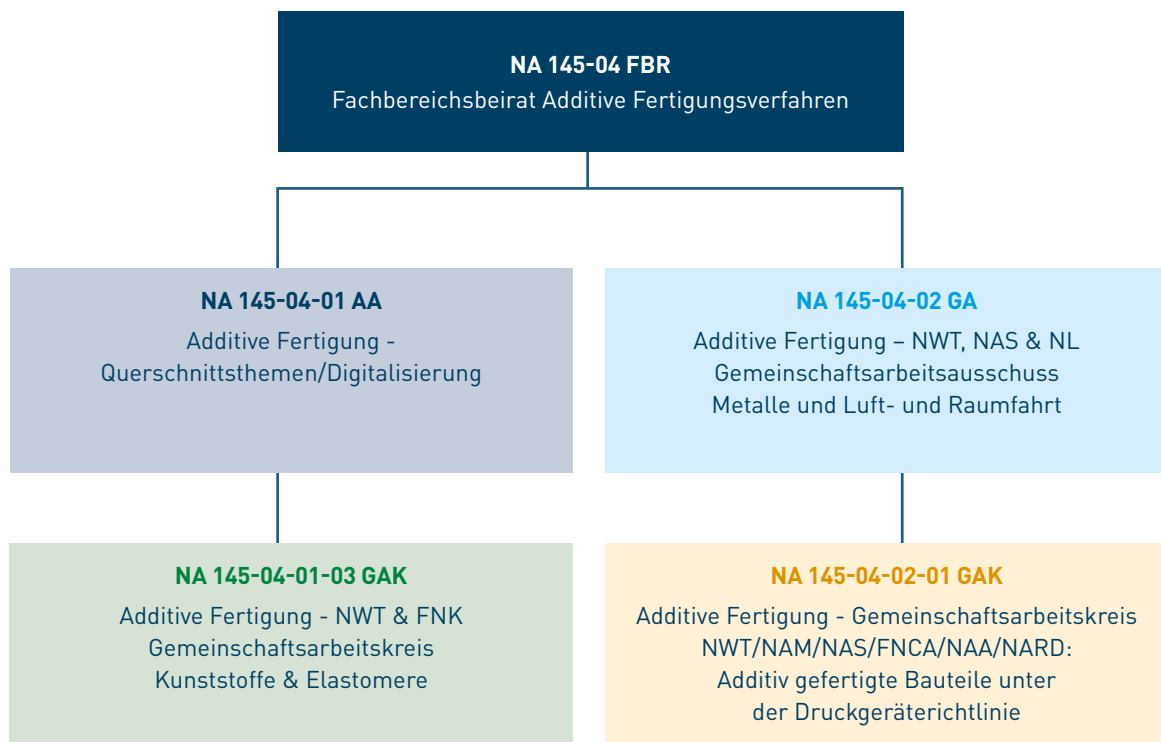 NA 145-04 FBR
Fachbereichsbeirat Additive Fertigungsverfahren
NA 145-04-01 AA
Additive Fertigung -
Querschnittsthemen/Digitalisierung
NA 145-04-02 GA
Additive Fertigung – NWT, NAS & NL
Gemeinschaftsarbeitsausschuss
Metalle und Luft- und Raumfahrt
NA 145-04-01-03 GAK
Additive Fertigung - NWT & FNK
Gemeinschaftsarbeitskreis
Kunststoffe & Elastomere
NA 145-04-02-01 GAK
Additive Fertigung - Gemeinschaftsarbeitskreis
NWT/NAM/NAS/FNCA/NAA/NARD:
Additiv gefertigte Bauteile unter
der Druckgeräterichtlinie